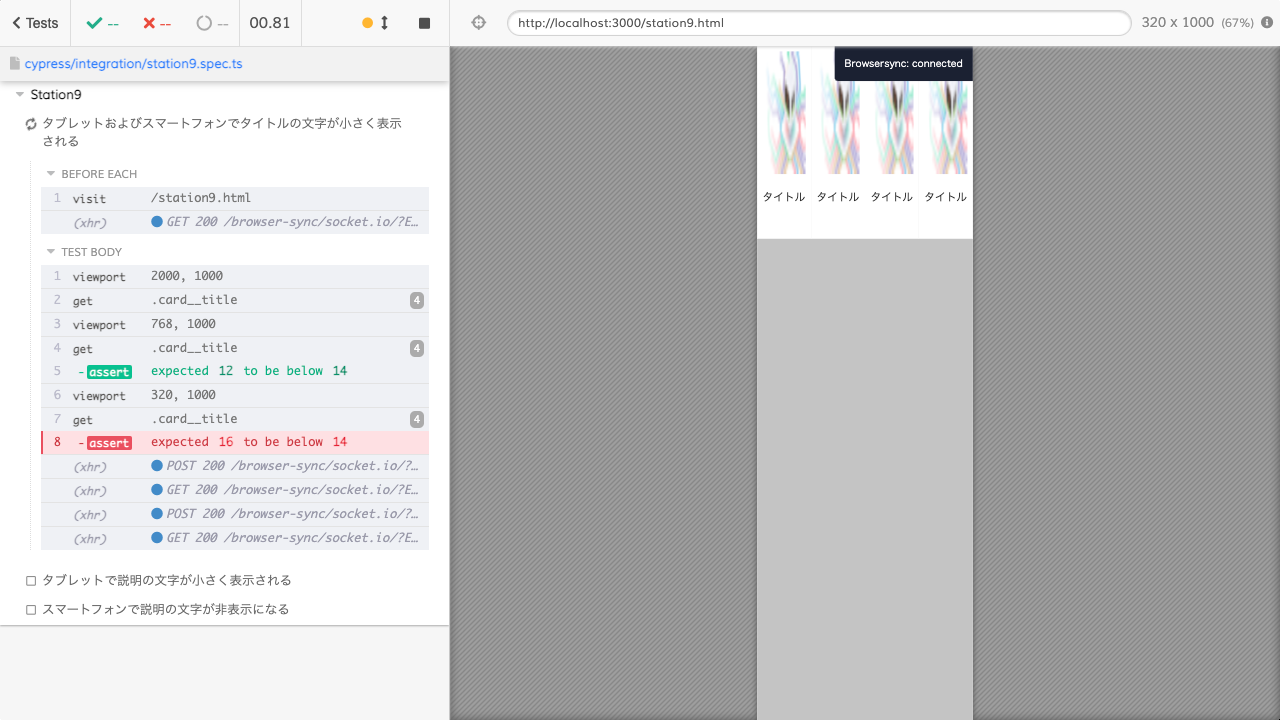 Tests
--
--
--
00.81
http://localhost:3000/station9.html
320 x 1000 (67%)
cypress/integration/station9.spec.ts
Station9
タブレットおよびスマートフォンでタイトルの文字が小さく表示
される
BEFORE EACH
1 visit /station9.html
(xhr) GET 200 /browser-sync/socket.io/?E…
TEST BODY
1 viewport 2000, 1000
2 get .card__title 4
3 viewport 768, 1000
4 get .card__title 4
5 -assert expected 12 to be below 14
6 viewport 320, 1000
7 get .card__title 4
8 -assert expected 16 to be below 14
(xhr) POST 200 /browser-sync/socket.io/?…
(xhr) GET 200 /browser-sync/socket.io/?E…
(xhr) POST 200 /browser-sync/socket.io/?…
(xhr) GET 200 /browser-sync/socket.io/?E…
タブレットで説明の文字が小さく表示される
スマートフォンで説明の文字が非表示になる
Browsersync: connected
タイトル タイトル タイトル タイトル